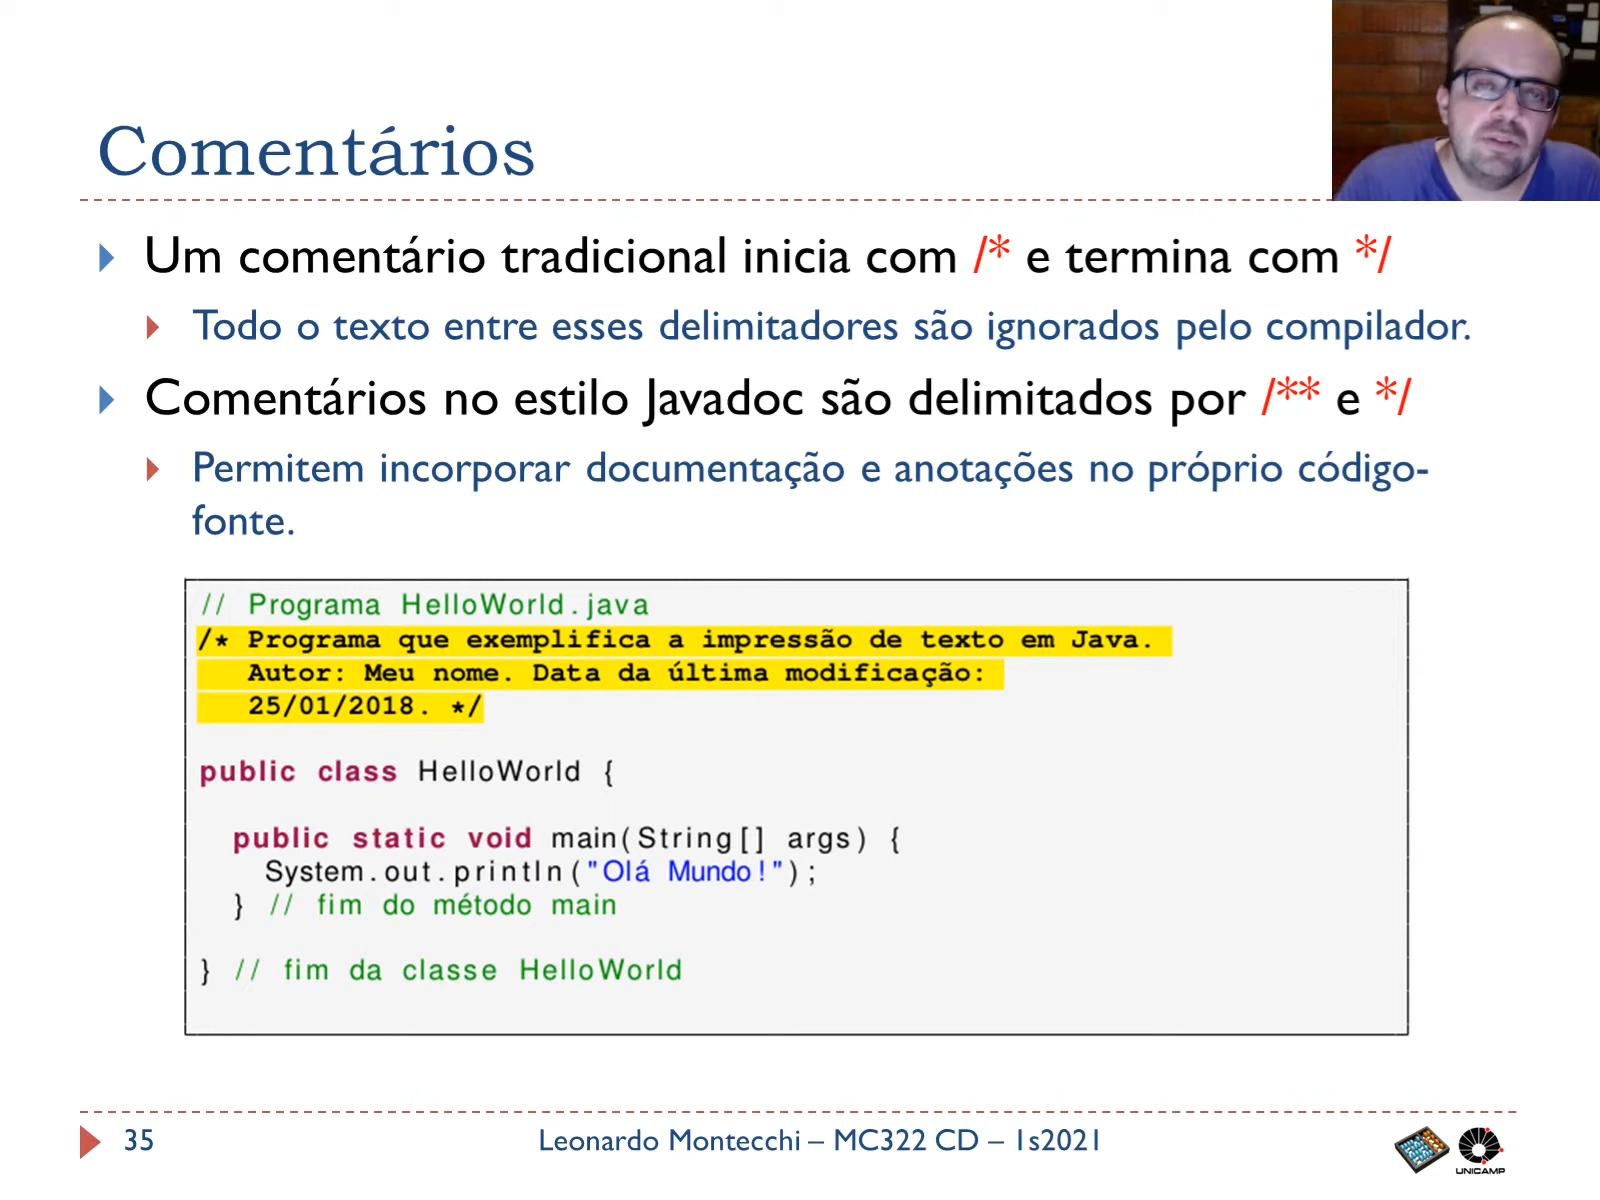 Comentários
Um comentário tradicional inicia com /* e termina com */
Todo o texto entre esses delimitadores são ignorados pelo compilador.
Comentários no estilo Javadoc são delimitados por /** e */
Permitem incorporar documentação e anotações no próprio código-
fonte.
// Programa HelloWorld.java
/* Programa que exemplifica a impressão de texto em Java.
Autor: Meu nome. Data da última modificação:
25/01/2018. */
public class HelloWorld {
public static void main(String[] args) {
System.out.println("Olá Mundo!");
} // fim do método main
} // fim da classe HelloWorld
35
Leonardo Montecchi – MC322 CD – 1s2021
UNICAMP